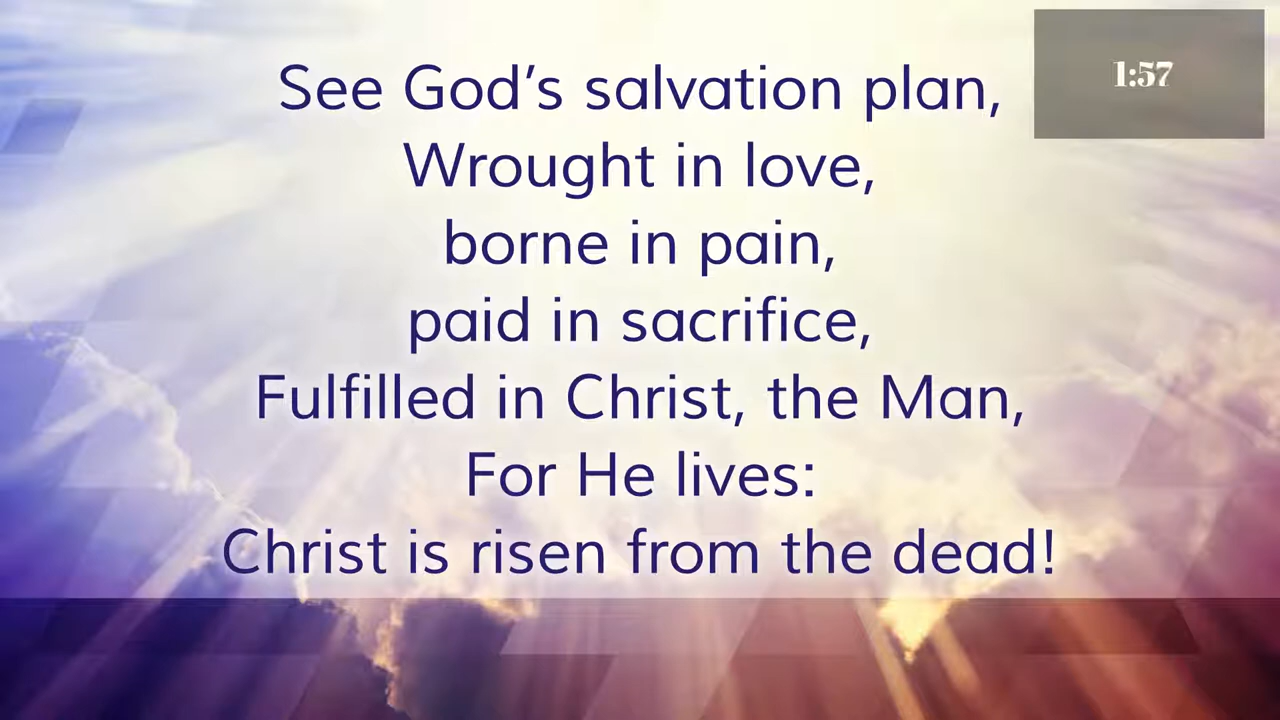 See God’s salvation plan,
1:57
Wrought in love,
borne in pain,
paid in sacrifice,
Fulfilled in Christ, the Man,
For He lives:
Christ is risen from the dead!